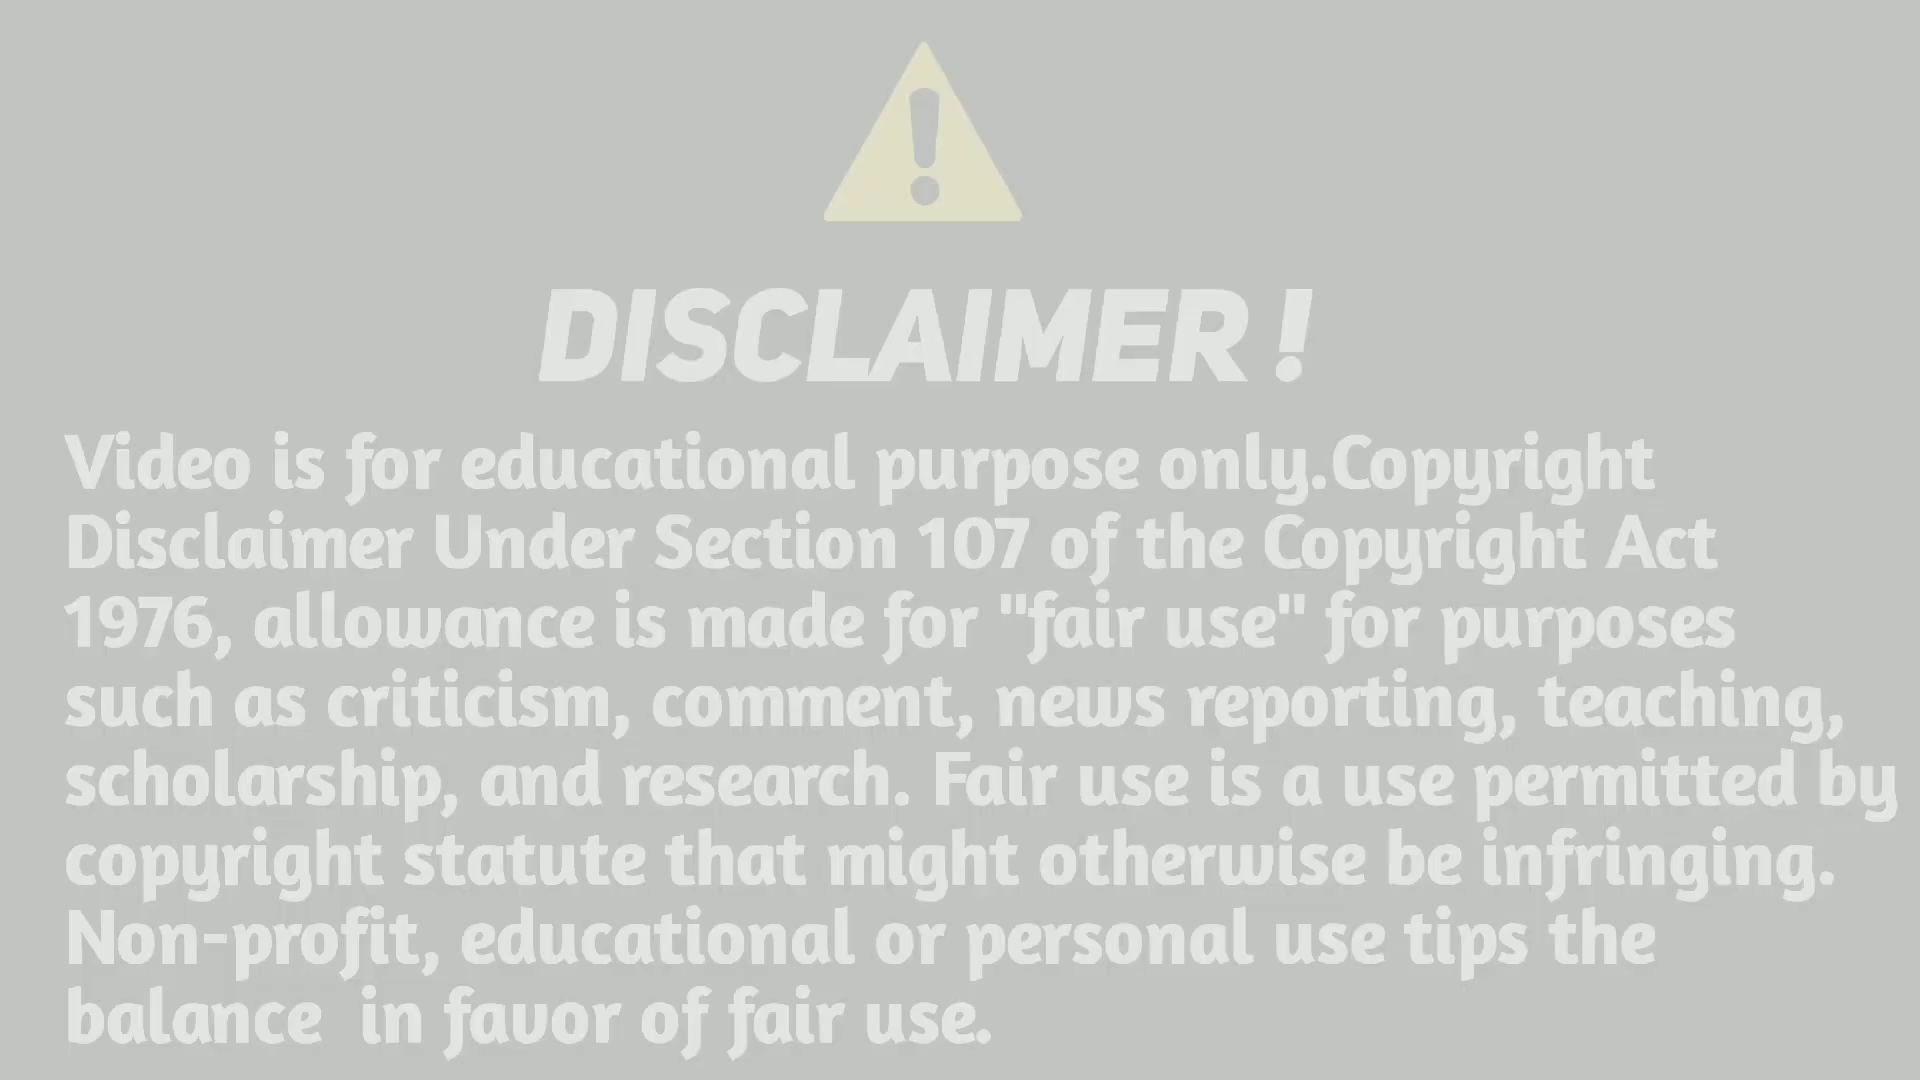 DISCLAIMER !
Video is for educational purpose only.Copyright
Disclaimer Under Section 107 of the Copyright Act
1976, allowance is made for "fair use" for purposes
such as criticism, comment, news reporting, teaching,
scholarship, and research. Fair use is a use permitted by
copyright statute that might otherwise be infringing.
Non-profit, educational or personal use tips the
balance  in favor of fair use.